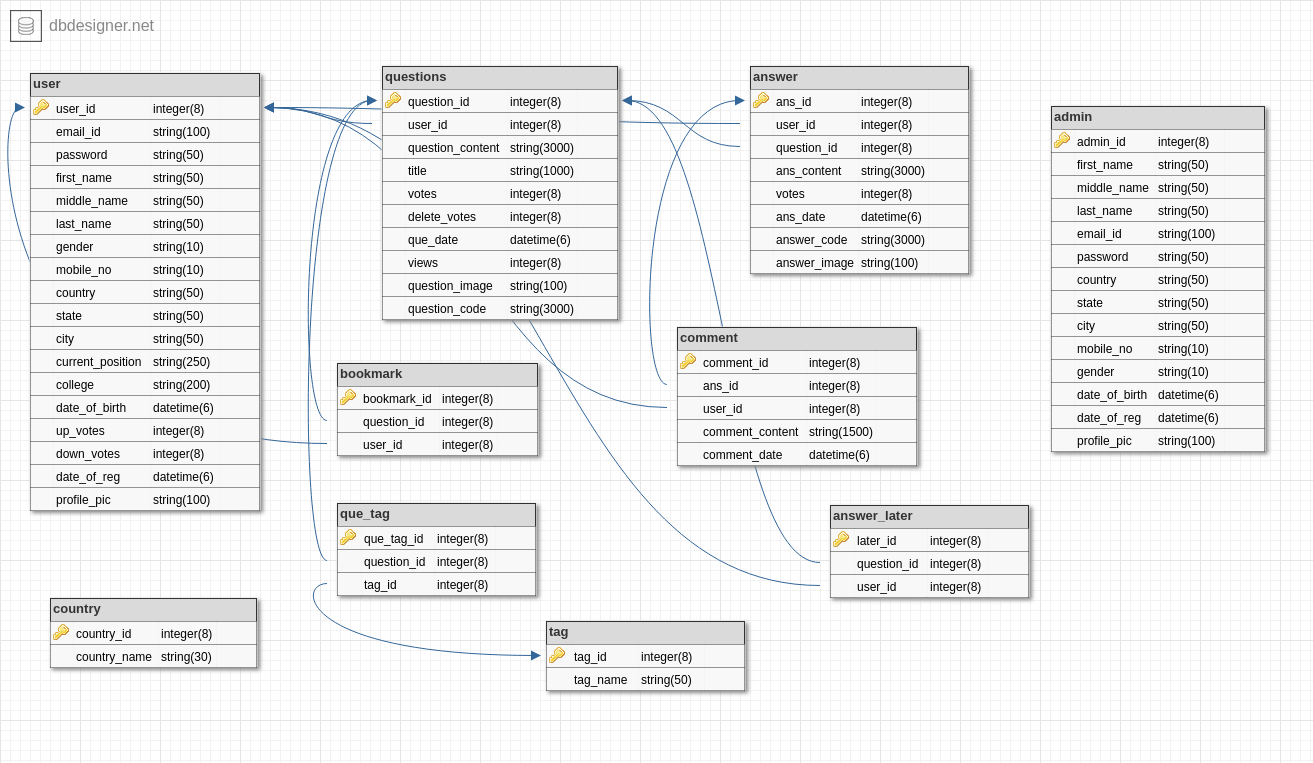 dbdesigner.net
user
user_id integer(8)
email_id string(100)
password string(50)
first_name string(50)
middle_name string(50)
last_name string(50)
gender string(10)
mobile_no string(10)
country string(50)
state string(50)
city string(50)
current_position string(250)
college string(200)
date_of_birth datetime(6)
up_votes integer(8)
down_votes integer(8)
date_of_reg datetime(6)
profile_pic string(100)
questions
question_id integer(8)
user_id integer(8)
question_content string(3000)
title string(1000)
votes integer(8)
delete_votes integer(8)
que_date datetime(6)
views integer(8)
question_image string(100)
question_code string(3000)
answer
ans_id integer(8)
user_id integer(8)
question_id integer(8)
ans_content string(3000)
votes integer(8)
ans_date datetime(6)
answer_code string(3000)
answer_image string(100)
admin
admin_id integer(8)
first_name string(50)
middle_name string(50)
last_name string(50)
email_id string(100)
password string(50)
country string(50)
state string(50)
city string(50)
mobile_no string(10)
gender string(10)
date_of_birth datetime(6)
date_of_reg datetime(6)
profile_pic string(100)
bookmark
bookmark_id integer(8)
question_id integer(8)
user_id integer(8)
comment
comment_id integer(8)
ans_id integer(8)
user_id integer(8)
comment_content string(1500)
comment_date datetime(6)
que_tag
que_tag_id integer(8)
question_id integer(8)
tag_id integer(8)
answer_later
later_id integer(8)
question_id integer(8)
user_id integer(8)
country
country_id integer(8)
country_name string(30)
tag
tag_id integer(8)
tag_name string(50)